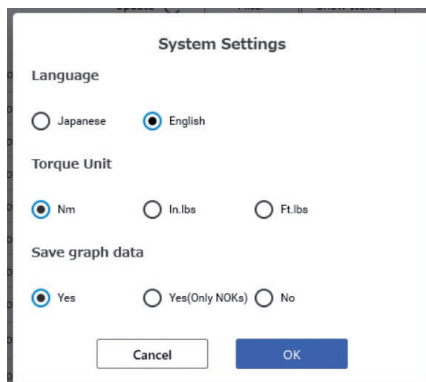 System Settings
Language
Japanese English
Torque Unit
Nm In.lbs Ft.lbs
Save graph data
Yes Yes(Only NOKs) No
Cancel OK